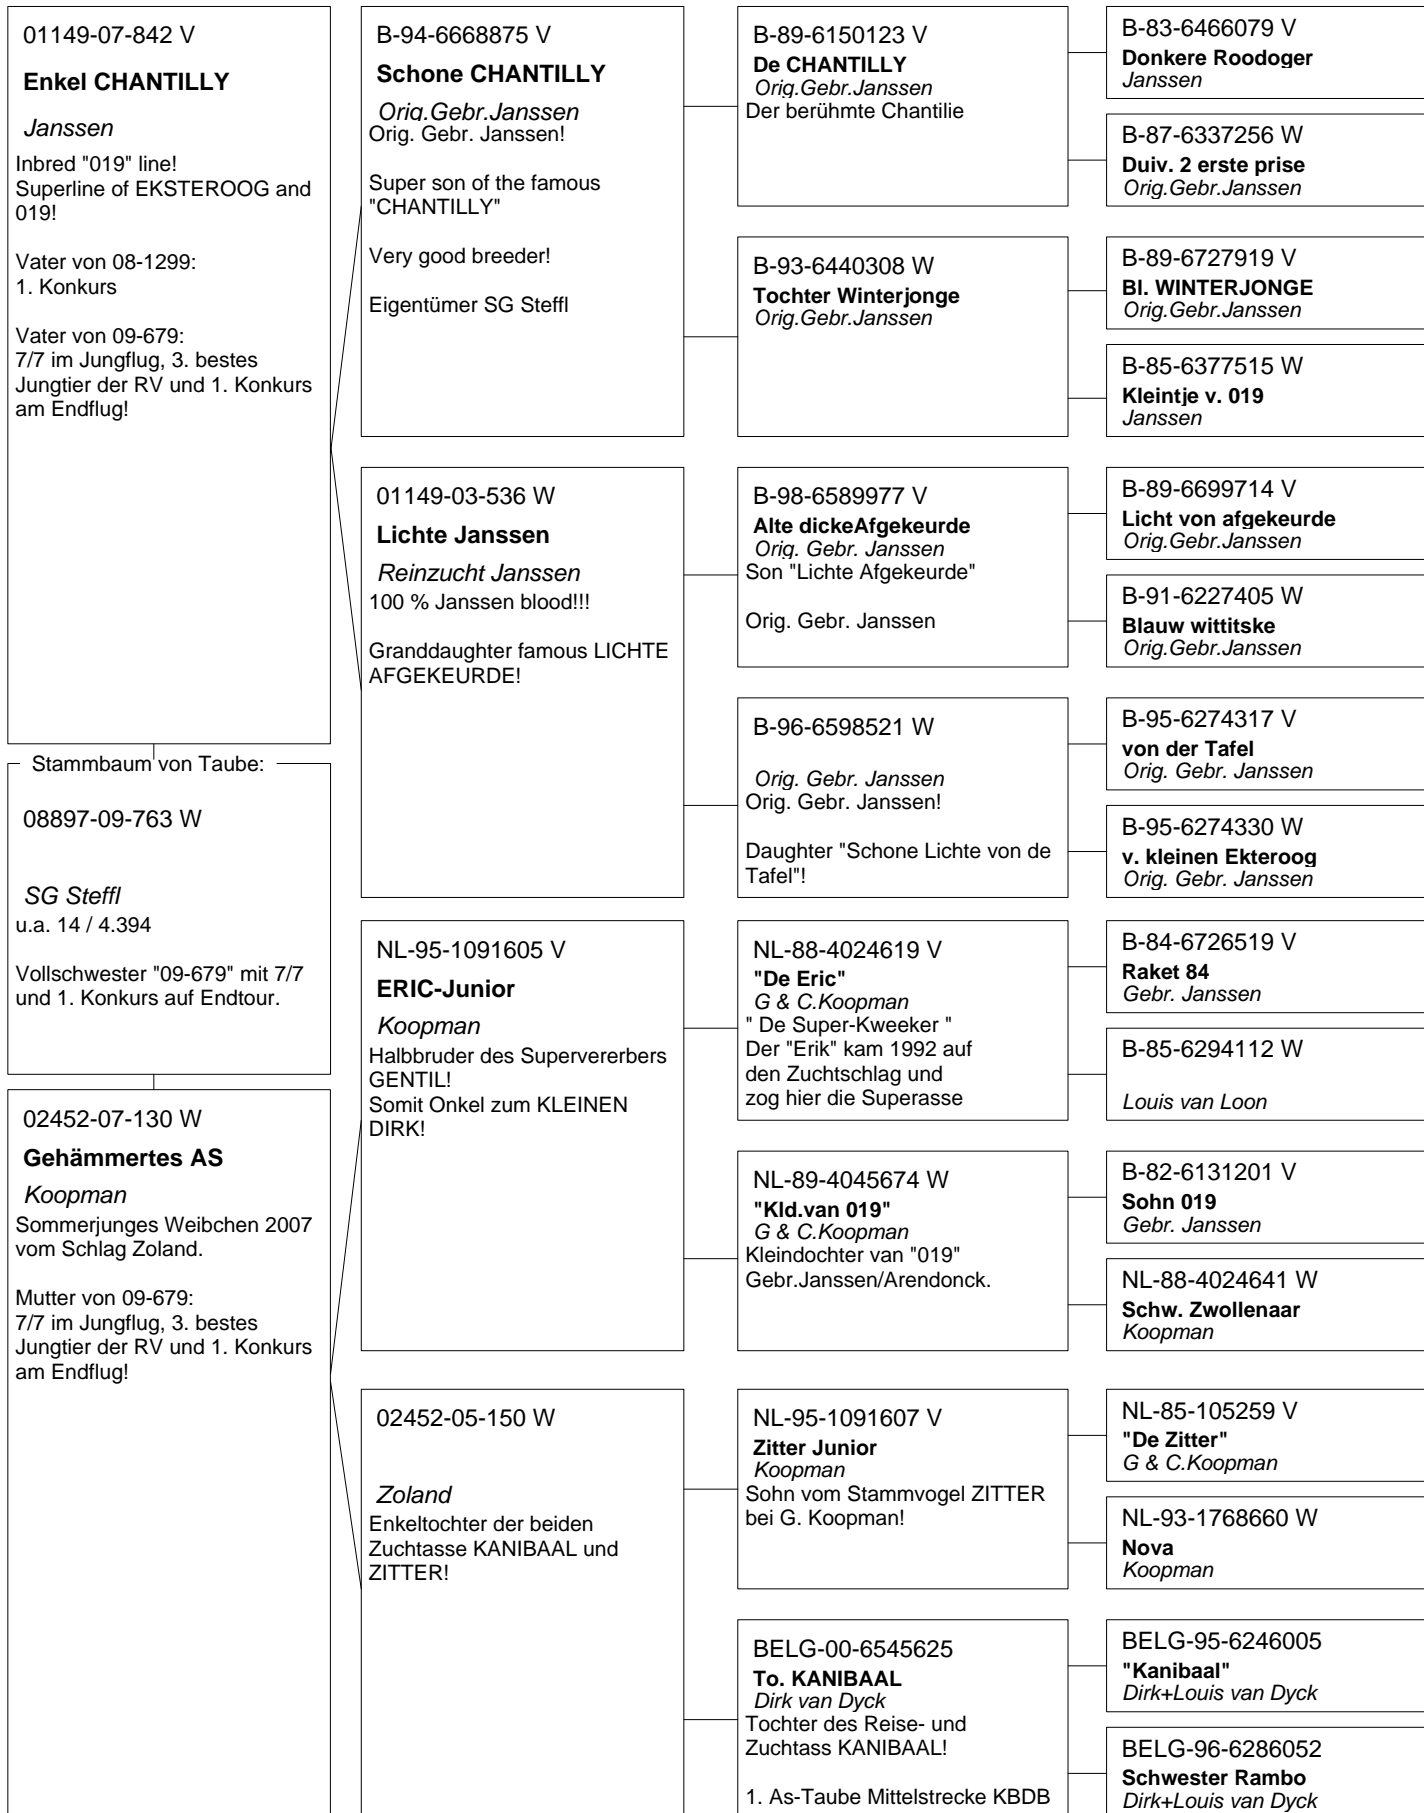 01149-07-842 V
Enkel CHANTILLY
Janssen
Inbred "019" line!
Superline of EKSTEROOG and
019!
Vater von 08-1299:
1. Konkurs
Vater von 09-679:
7/7 im Jungflug, 3. bestes
Jungtier der RV und 1. Konkurs
am Endflug!
Stammbaum von Taube:
08897-09-763 W
SG Steffl
u.a. 14 / 4.394
Vollschwester "09-679" mit 7/7
und 1. Konkurs auf Endtour.
02452-07-130 W
Gehämmertes AS
Koopman
Sommerjunges Weibchen 2007
vom Schlag Zoland.
Mutter von 09-679:
7/7 im Jungflug, 3. bestes
Jungtier der RV und 1. Konkurs
am Endflug!
B-94-6668875 V
Schone CHANTILLY
Orig.Gebr.Janssen
Orig. Gebr. Janssen!
Super son of the famous
"CHANTILLY"
Very good breeder!
Eigentümer SG Steffl
01149-03-536 W
Lichte Janssen
Reinzucht Janssen
100 % Janssen blood!!!
Granddaughter famous LICHTE
AFGEKEURDE!
NL-95-1091605 V
ERIC-Junior
Koopman
Halbbruder des Supervererbers
GENTIL!
Somit Onkel zum KLEINEN
DIRK!
02452-05-150 W
Zoland
Enkeltochter der beiden
Zuchtasse KANIBAAL und
ZITTER!
B-89-6150123 V
De CHANTILLY
Orig.Gebr.Janssen
Der berühmte Chantilie
B-93-6440308 W
Tochter Winterjonge
Orig.Gebr.Janssen
B-98-6589977 V
Alte dickeAfgekeurde
Orig. Gebr. Janssen
Son "Lichte Afgekeurde"
Orig. Gebr. Janssen
B-96-6598521 W
Orig. Gebr. Janssen
Orig. Gebr. Janssen!
Daughter "Schone Lichte von de
Tafel"!
NL-88-4024619 V
"De Eric"
G & C.Koopman
" De Super-Kweeker "
Der "Erik" kam 1992 auf
den Zuchtschlag und
zog hier die Superasse
NL-89-4045674 W
"Kld.van 019"
G & C.Koopman
Kleindochter van "019"
Gebr.Janssen/Arendonck.
NL-95-1091607 V
Zitter Junior
Koopman
Sohn vom Stammvogel ZITTER
bei G. Koopman!
BELG-00-6545625
To. KANIBAAL
Dirk van Dyck
Tochter des Reise- und
Zuchtass KANIBAAL!
1. As-Taube Mittelstrecke KBDB
B-83-6466079 V
Donkere Roodoger
Janssen
B-87-6337256 W
Duiv. 2 erste prise
Orig.Gebr.Janssen
B-89-6727919 V
Bl. WINTERJONGE
Orig.Gebr.Janssen
B-85-6377515 W
Kleintje v. 019
Janssen
B-89-6699714 V
Licht von afgekeurde
Orig.Gebr.Janssen
B-91-6227405 W
Blauw wittitske
Orig.Gebr.Janssen
B-95-6274317 V
von der Tafel
Orig. Gebr. Janssen
B-95-6274330 W
v. kleinen Ekteroog
Orig. Gebr. Janssen
B-84-6726519 V
Raket 84
Gebr. Janssen
B-85-6294112 W
Louis van Loon
B-82-6131201 V
Sohn 019
Gebr. Janssen
NL-88-4024641 W
Schw. Zwollenaar
Koopman
NL-85-105259 V
"De Zitter"
G & C.Koopman
NL-93-1768660 W
Nova
Koopman
BELG-95-6246005
"Kanibaal"
Dirk+Louis van Dyck
BELG-96-6286052
Schwester Rambo
Dirk+Louis van Dyck